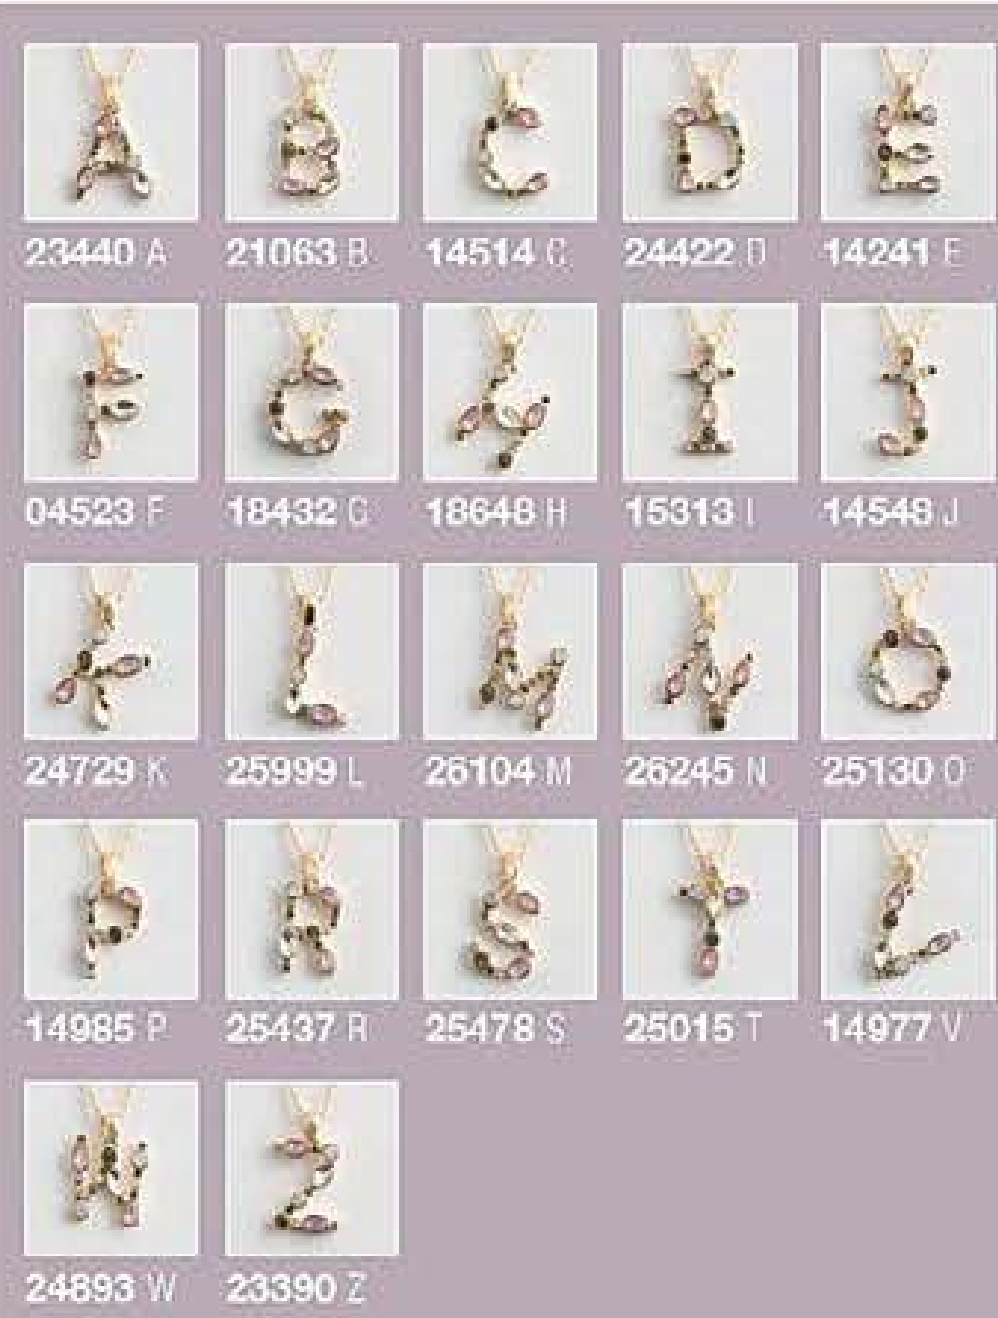 23440 A 21063 B 14514 C 24422 D 14241 E
04523 F 18432 G 18648 H 15313 I 14548 J
24729 K 25999 L 26104 M 26245 N 25130 O
14985 P 25437 R 25478 S 25015 T 14977 V
24893 W 23390 Z